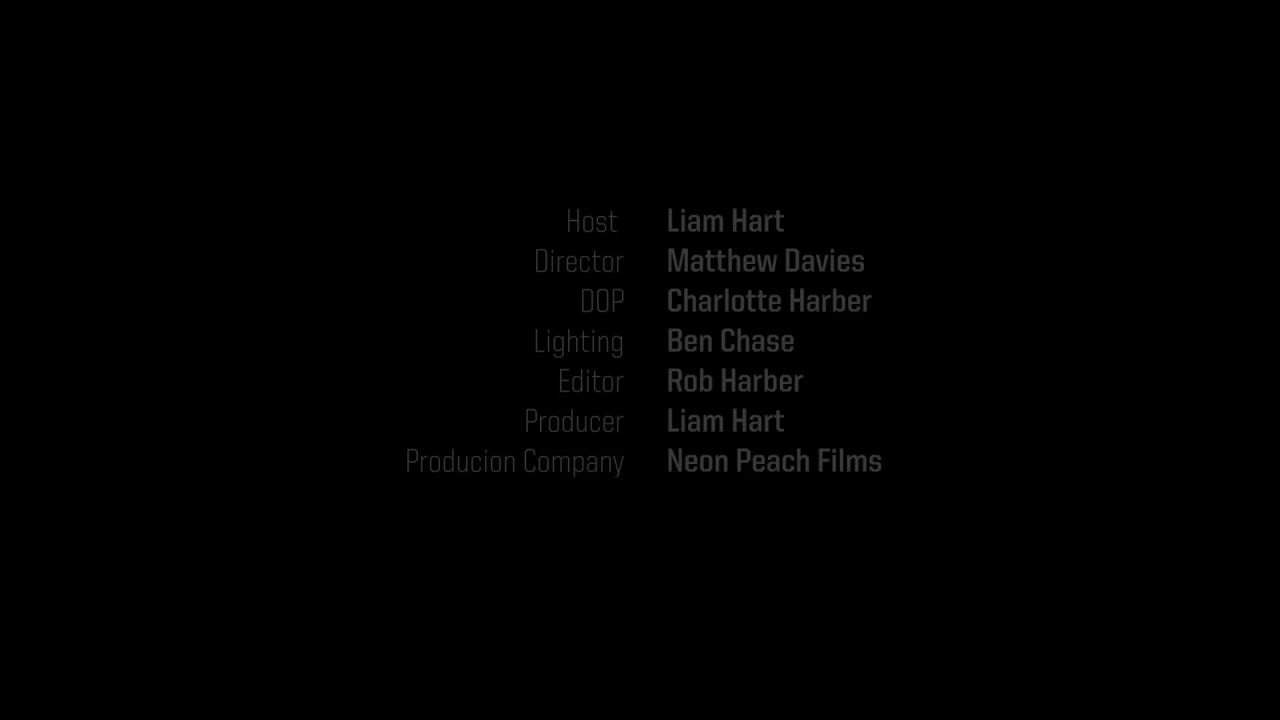 Host Liam Hart
Director Matthew Davies
DOP Charlotte Harber
Lighting Ben Chase
Editor Rob Harber
Producer Liam Hart
Producion Company Neon Peach Films